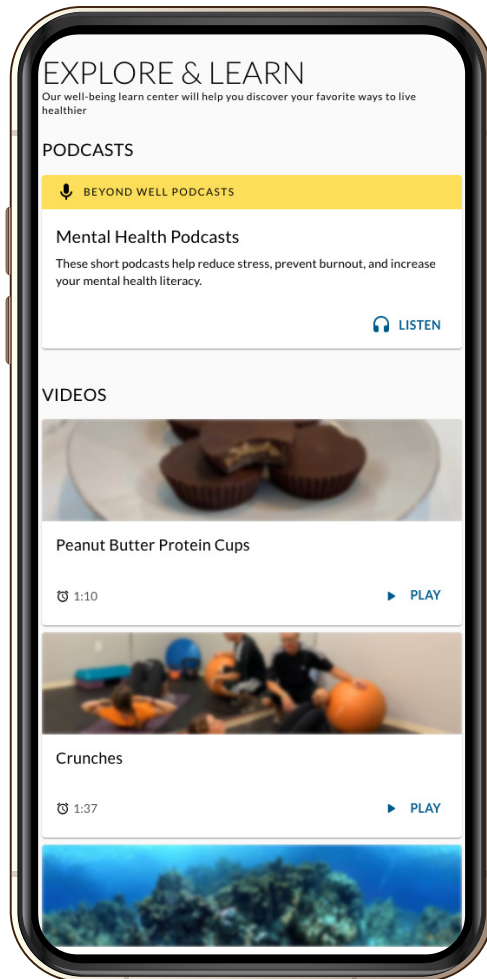 EXPLORE & LEARN
Our well-being learn center will help you discover your favorite ways to live
healthier
PODCASTS
BEYOND WELL PODCASTS
Mental Health Podcasts
These short podcasts help reduce stress, prevent burnout, and increase
your mental health literacy.
LISTEN
VIDEOS
Peanut Butter Protein Cups
1:10 PLAY
Crunches
1:37 PLAY